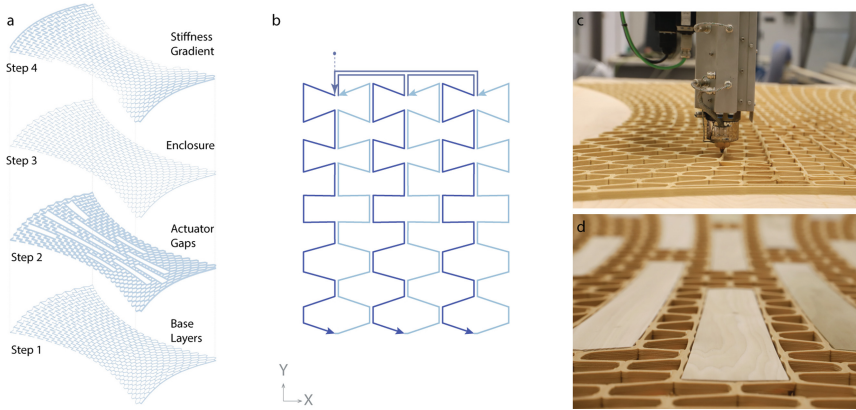 a
Stiffness
Gradient
Step 4
Enclosure
Step 3
Actuator
Gaps
Step 2
Base
Layers
Step 1
b
Y
X
c
d